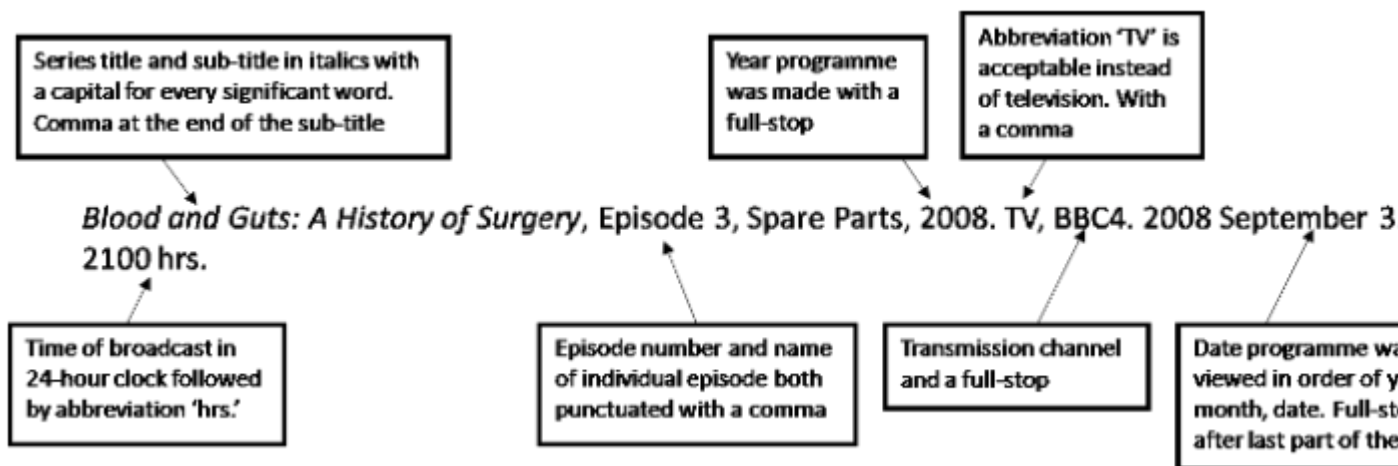 Series title and sub-title in italics with
a capital for every significant word.
Comma at the end of the sub-title
Year programme
was made with a
full-stop
Abbreviation ‘TV’ is
acceptable instead
of television. With
a comma
Blood and Guts: A History of Surgery, Episode 3, Spare Parts, 2008. TV, BBC4. 2008 September 3
2100 hrs.
Time of broadcast in
24-hour clock followed
by abbreviation ‘hrs.’
Episode number and name
of individual episode both
punctuated with a comma
Transmission channel
and a full-stop
Date programme
viewed in order of
month, date.
after last part of the